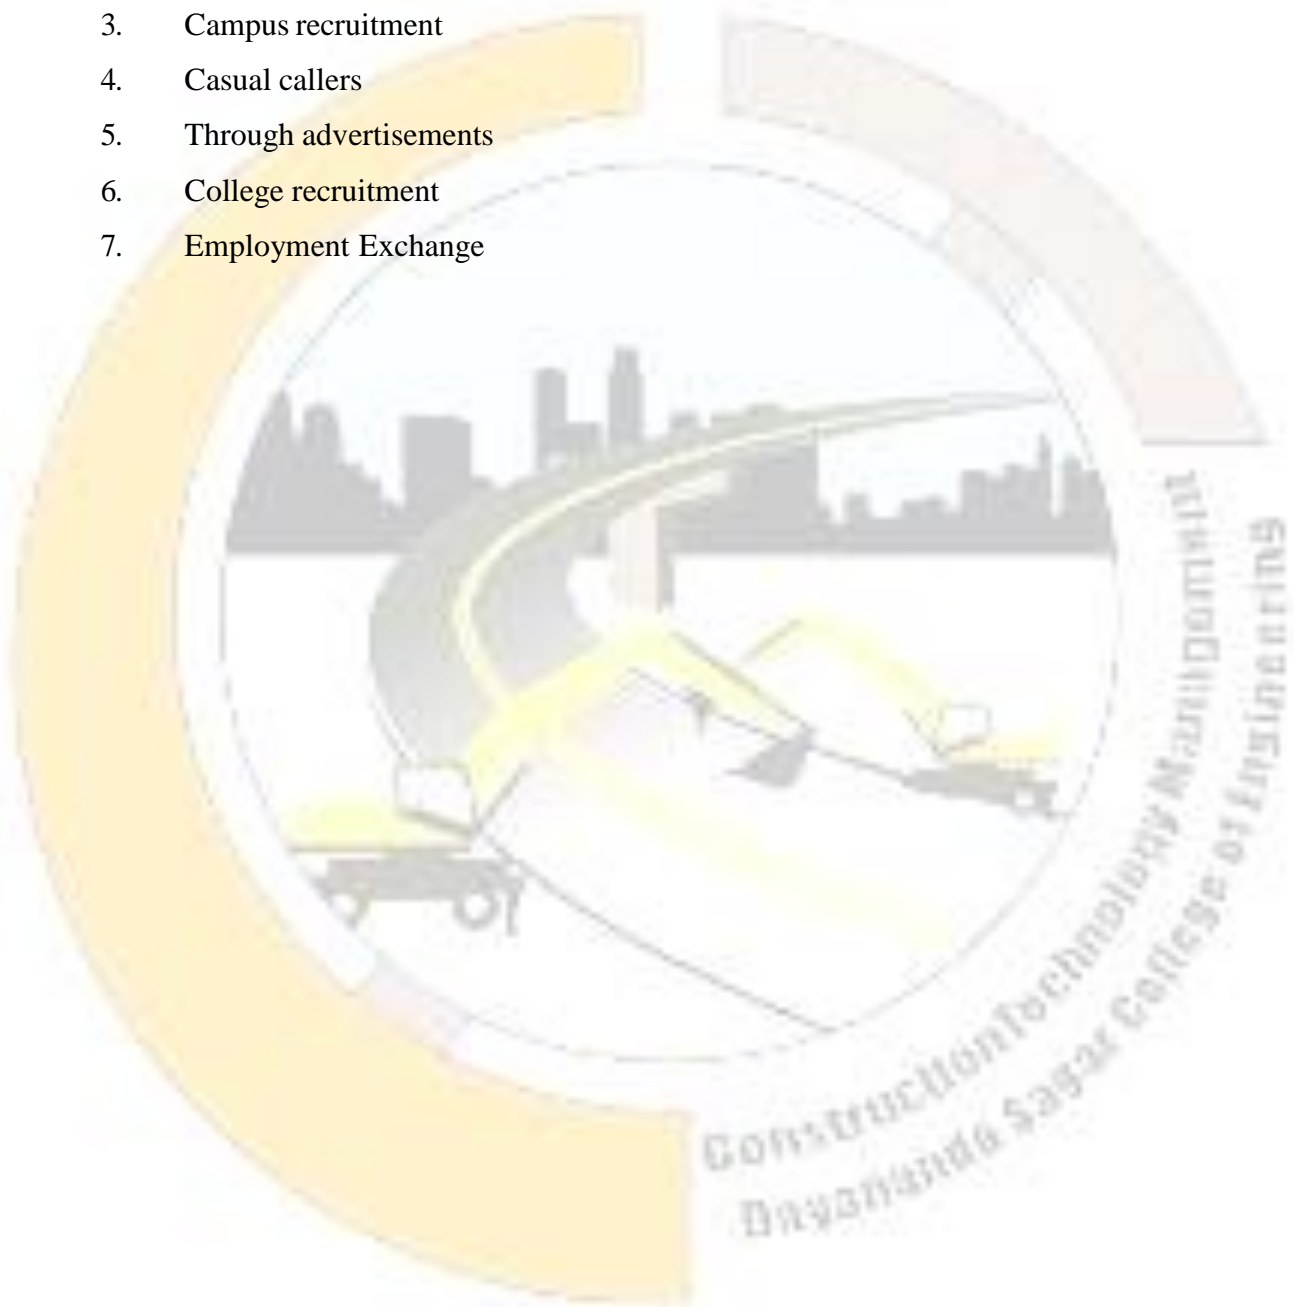 3. Campus recruitment
4. Casual callers
5. Through advertisements
6. College recruitment
7. Employment Exchange
Construction Technology Management
Dayananda Sagar College of Engineering